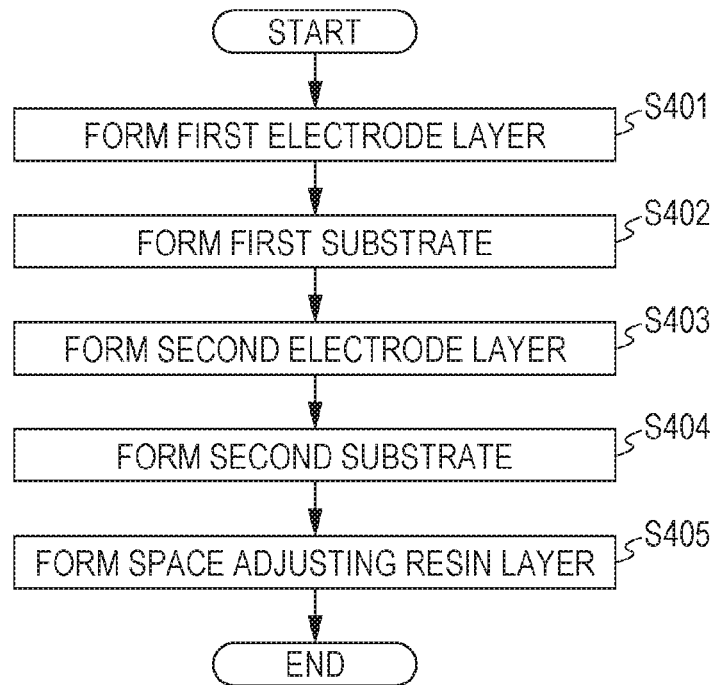 START
FORM FIRST ELECTRODE LAYER
S401
FORM FIRST SUBSTRATE
S402
FORM SECOND ELECTRODE LAYER
S403
FORM SECOND SUBSTRATE
S404
FORM SPACE ADJUSTING RESIN LAYER
S405
END